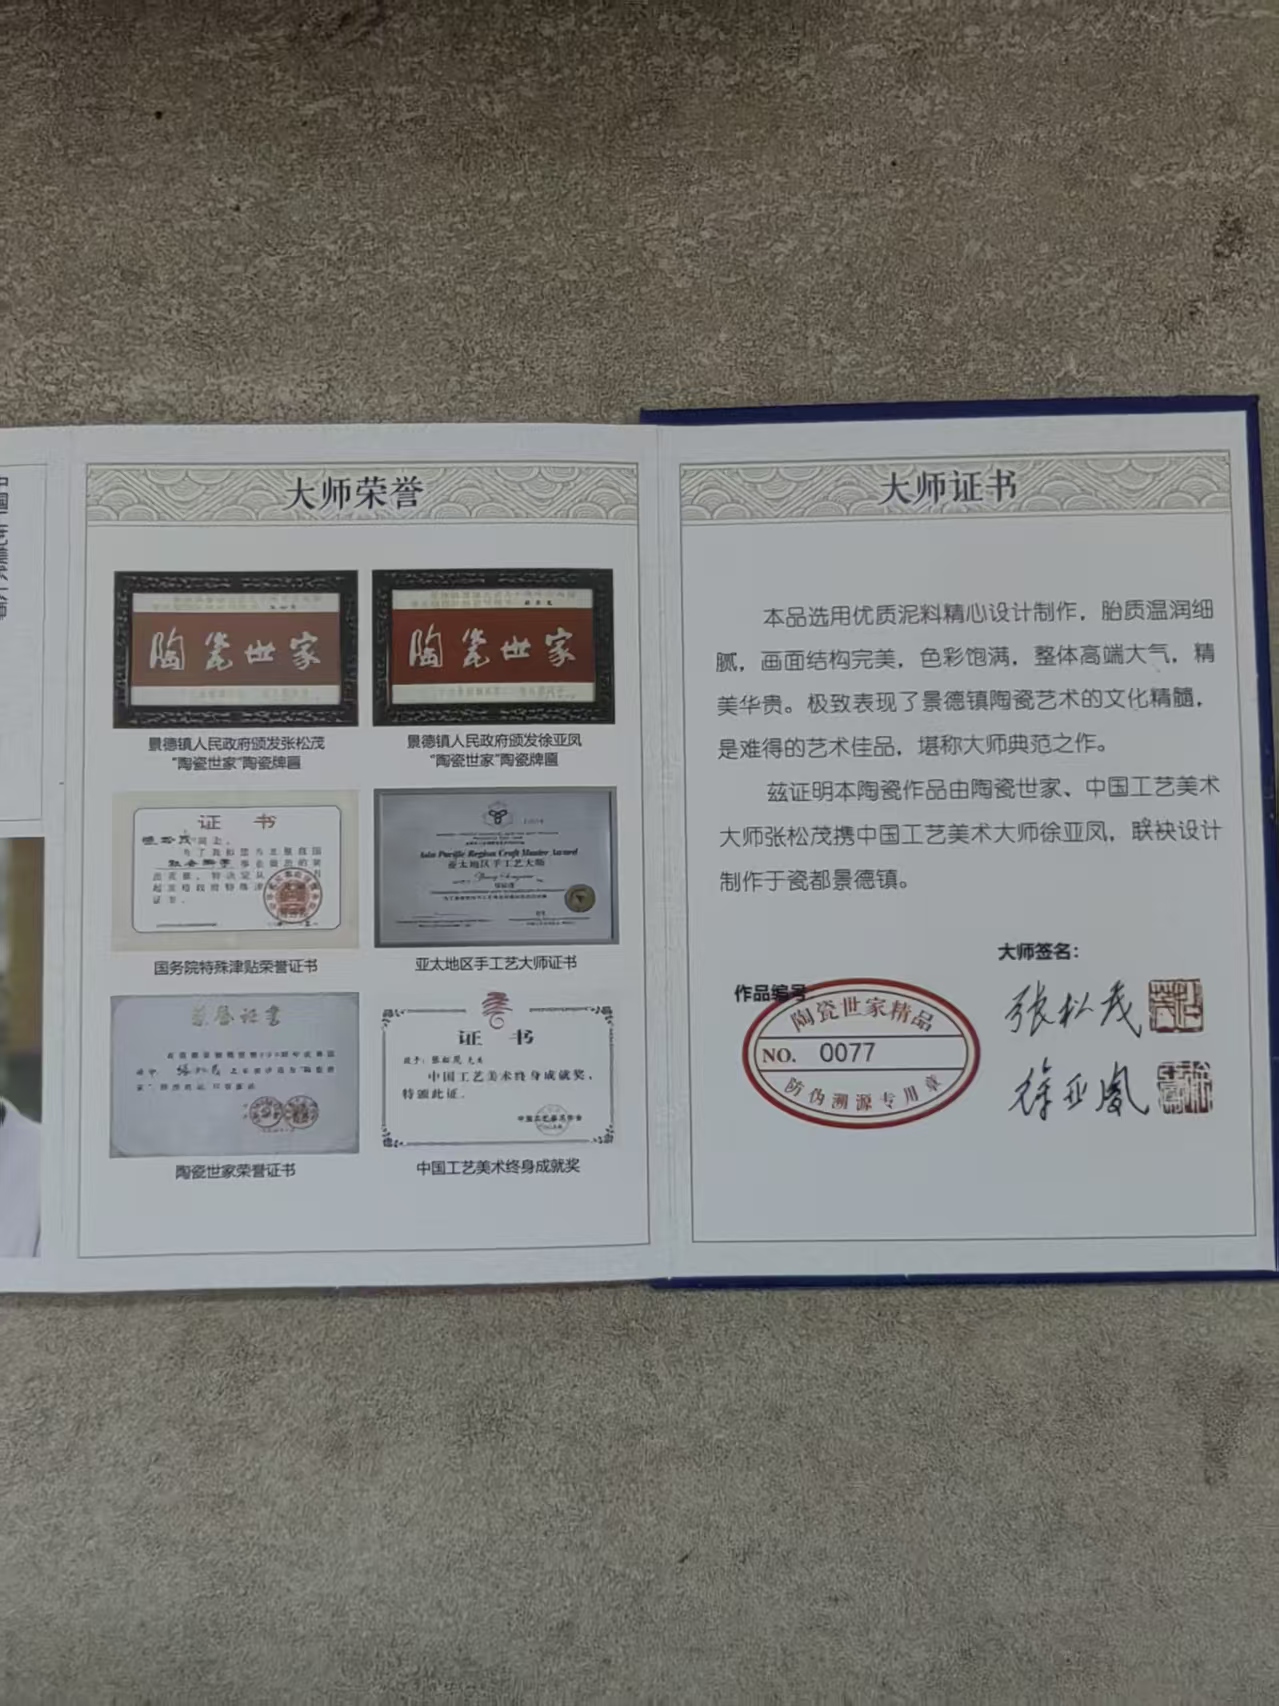 大师荣誉
陶瓷世家
陶瓷世家
景德镇人民政府颁发张松茂
“陶瓷世家”陶瓷牌匾
景德镇人民政府颁发徐亚凤
“陶瓷世家”陶瓷牌匾
证 书
国务院特殊津贴荣誉证书
Asia Pacific Region Craft Master Award
亚太地区手工艺大师
亚太地区手工艺大师证书
荣誉证书
陶瓷世家荣誉证书
证 书
授予：张松茂 先生
中国工艺美术终身成就奖，
特颁此证。
中国工艺美术终身成就奖
大师证书
本品选用优质泥料精心设计制作，胎质温润细
腻，画面结构完美，色彩饱满，整体高端大气，精
美华贵。极致表现了景德镇陶瓷艺术的文化精髓，
是难得的艺术佳品，堪称大师典范之作。
兹证明本陶瓷作品由陶瓷世家、中国工艺美术
大师张松茂携中国工艺美术大师徐亚凤，联袂设计
制作于瓷都景德镇。
大师签名：
作品编号
陶瓷世家精品
NO. 0077
防伪溯源专用章
张松茂
徐亚凤